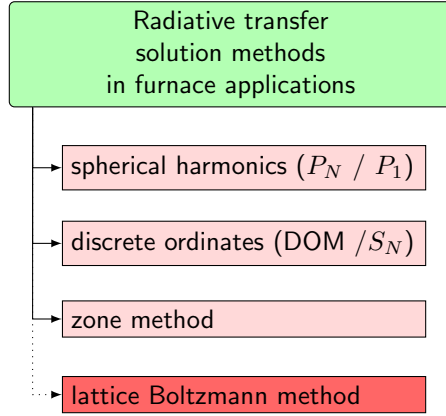 Radiative transfer
solution methods
in furnace applications
spherical harmonics (P_N / P_1)
discrete ordinates (DOM /S_N)
zone method
lattice Boltzmann method